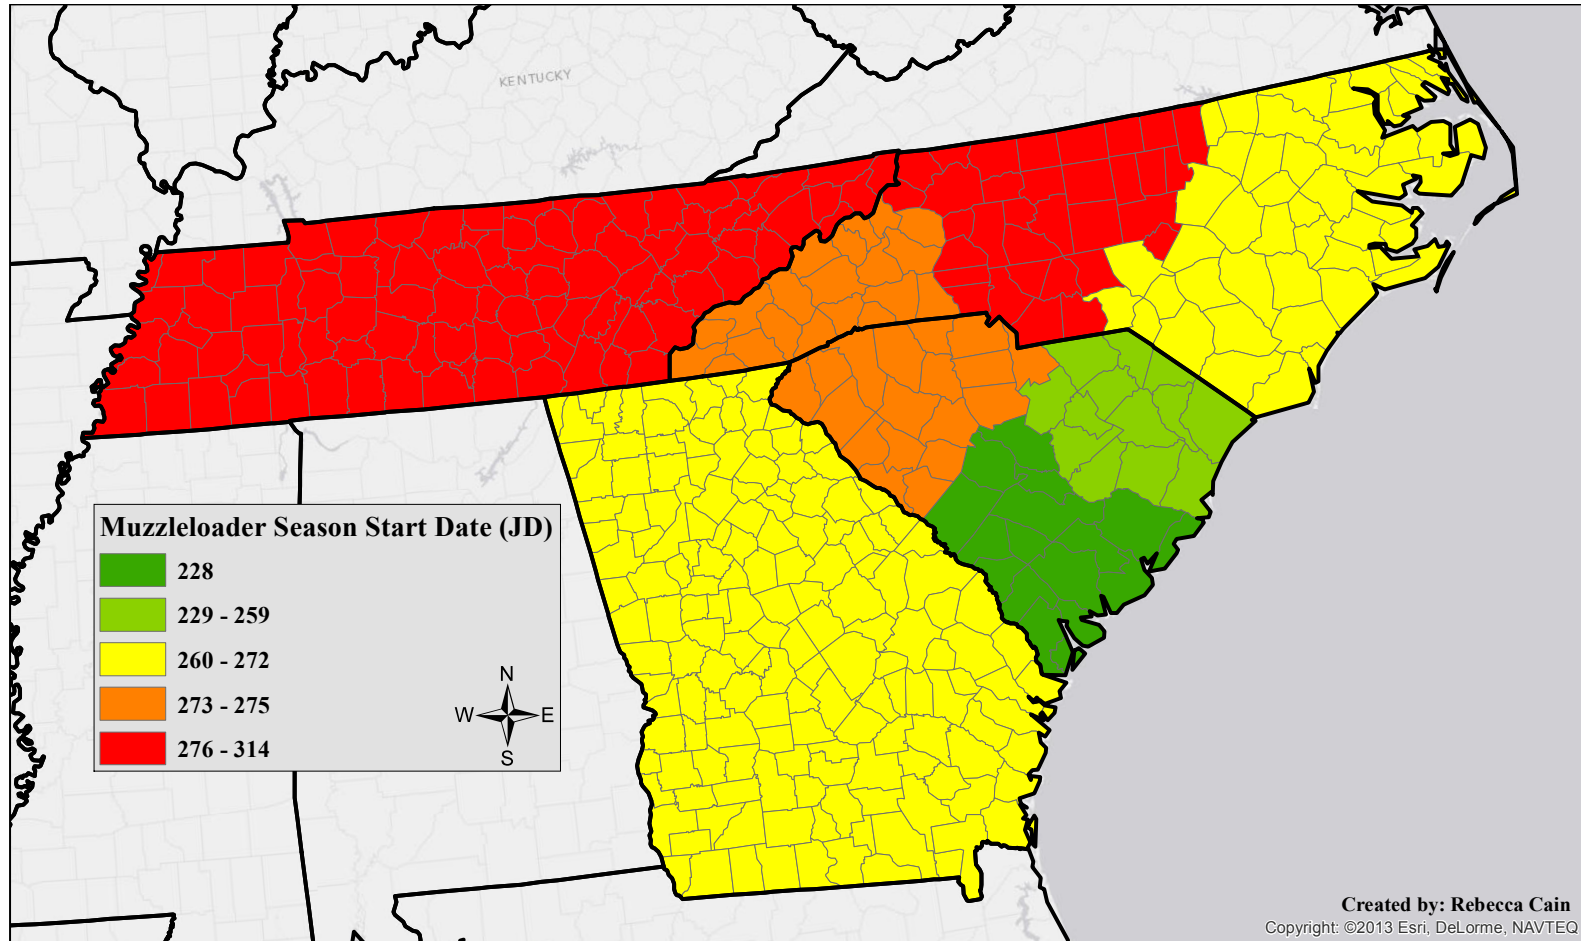 KENTUCKY
Muzzleloader Season Start Date (JD)
228
229 - 259
260 - 272
273 - 275
276 - 314
N
W E
S
Created by: Rebecca Cain
Copyright: ©2013 Esri, DeLorme, NAVTEQ